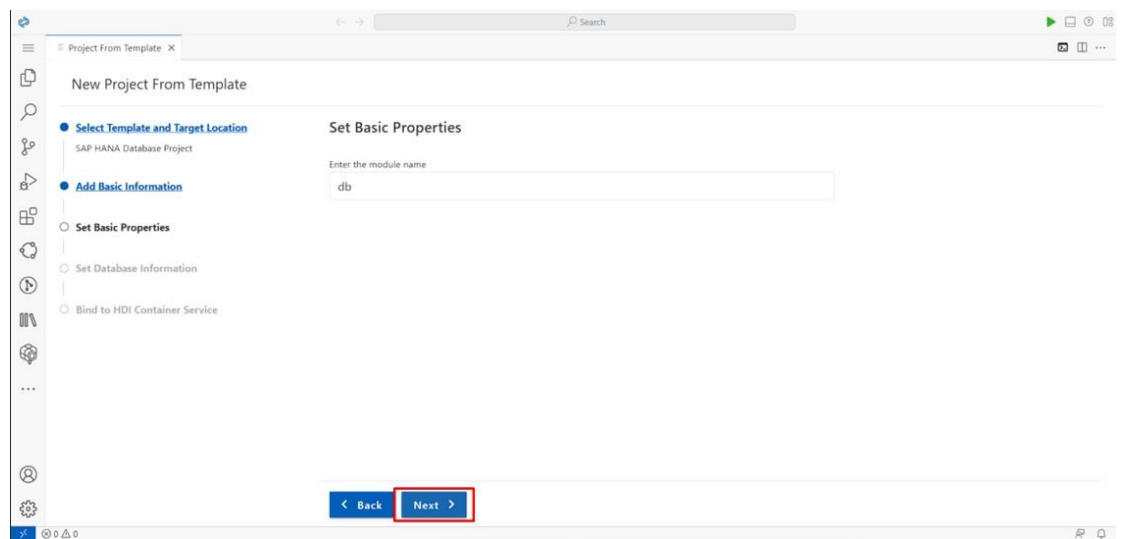 Search
Project From Template
New Project From Template
Select Template and Target Location
SAP HANA Database Project
Add Basic Information
Set Basic Properties
Set Database Information
Bind to HDI Container Service
Set Basic Properties
Enter the module name
db
Back
Next
0 0